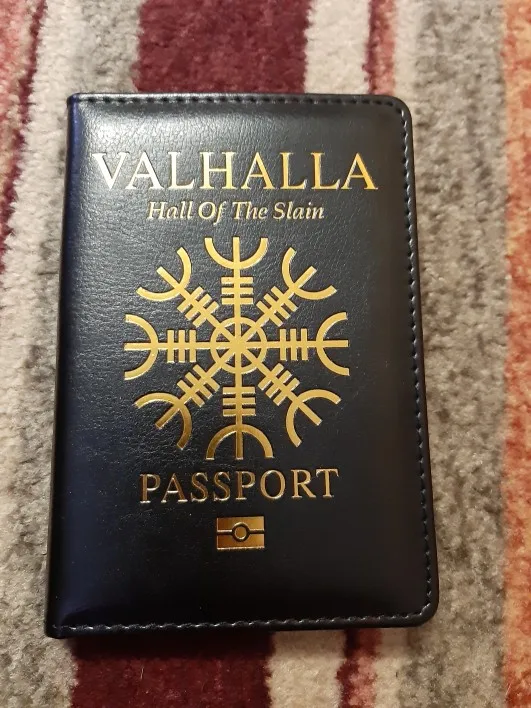 VALHALLA
Hall Of The Slain
PASSPORT